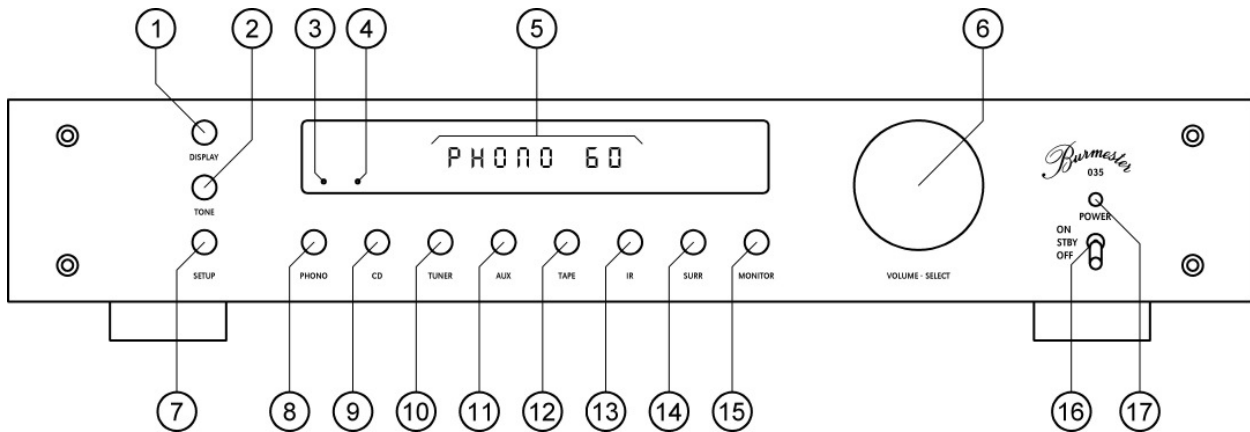 1 2 3 4 5 6
DISPLAY
PHONO 60
TONE
Burmester
035
POWER
ON
STBY
OFF
SETUP PHONO CD TUNER AUX TAPE IR SURR MONITOR VOLUME - SELECT
7 8 9 10 11 12 13 14 15 16 17